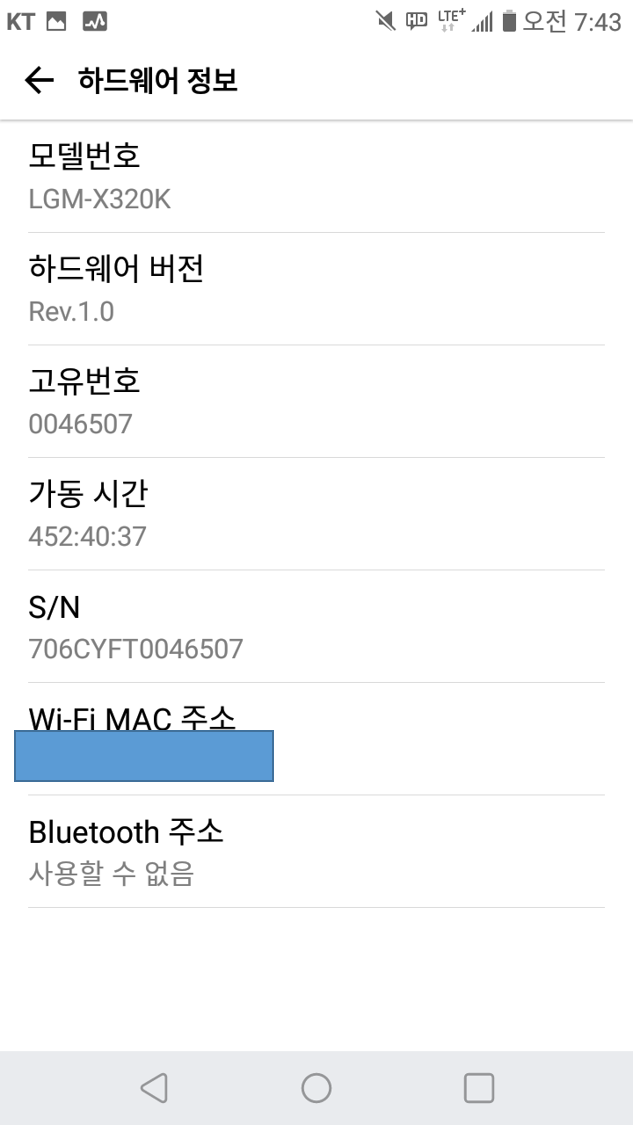 KT LTE+ 오전 7:43
하드웨어 정보
모델번호
LGM-X320K
하드웨어 버전
Rev.1.0
고유번호
0046507
가동 시간
452:40:37
S/N
706CYFT0046507
Wi-Fi MAC 주소
Bluetooth 주소
사용할 수 없음